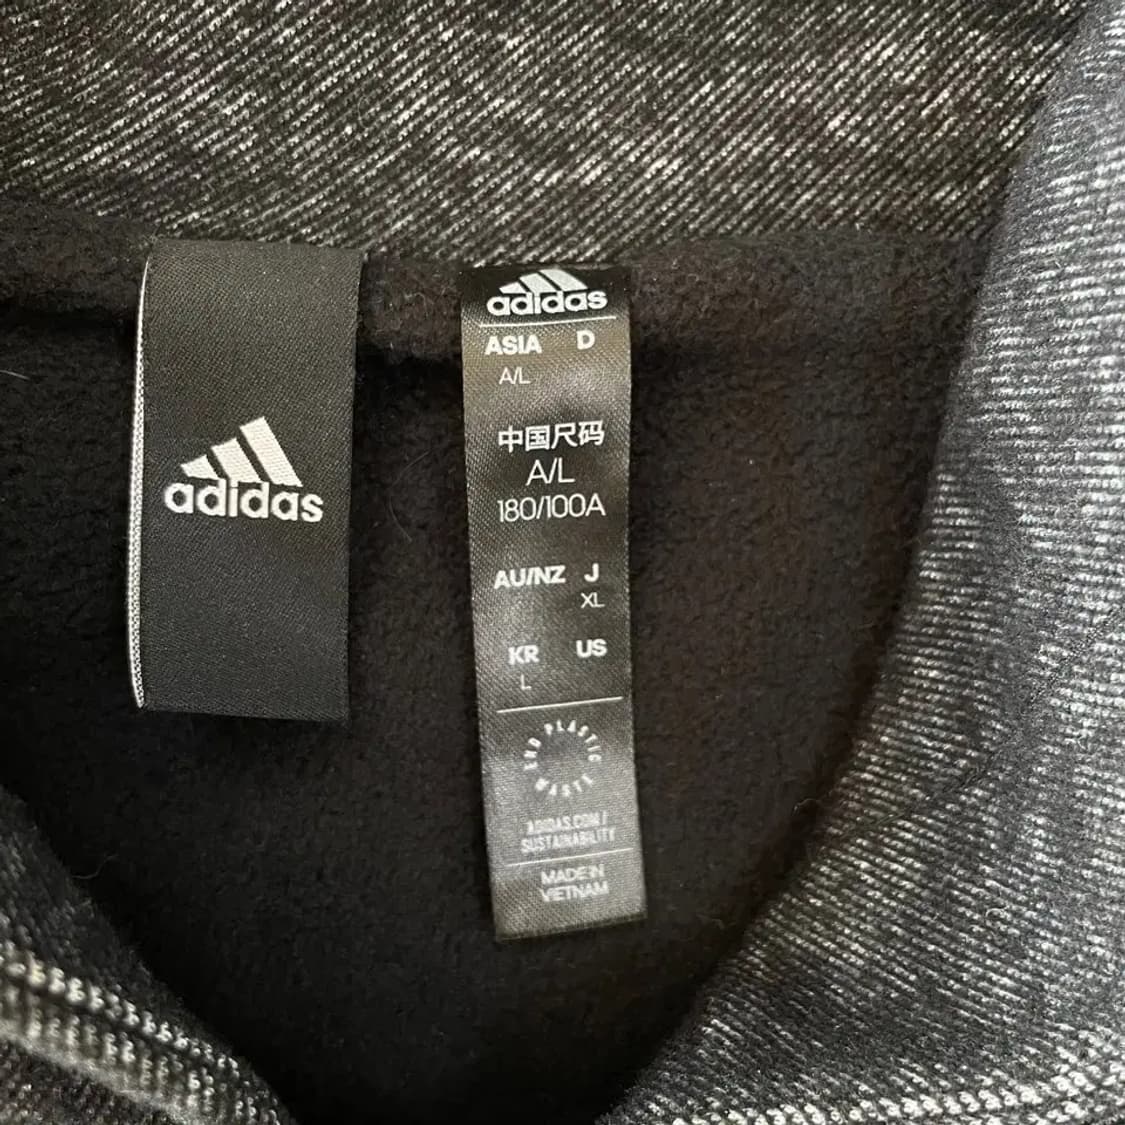 adidas
adidas
ASIA D
A/L
中国尺码
A/L
180/100A
AU/NZ J
XL
KR US
L
END PLASTIC WASTE
ADIDAS.COM/
SUSTAINABILITY
MADE IN
VIETNAM